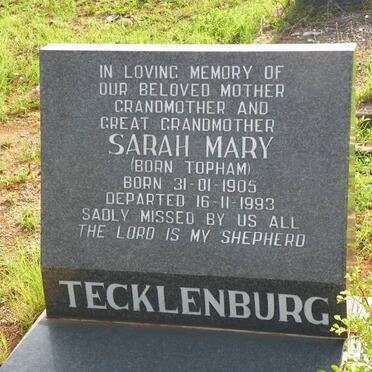 IN LOVING MEMORY OF
OUR BELOVED MOTHER
GRANDMOTHER AND
GREAT GRANDMOTHER
SARAH MARY
(BORN TOPHAM)
BORN 31-01-1905
DEPARTED 16-11-1993
SADLY MISSED BY US ALL
THE LORD IS MY SHEPHERD
TECKLENBURG